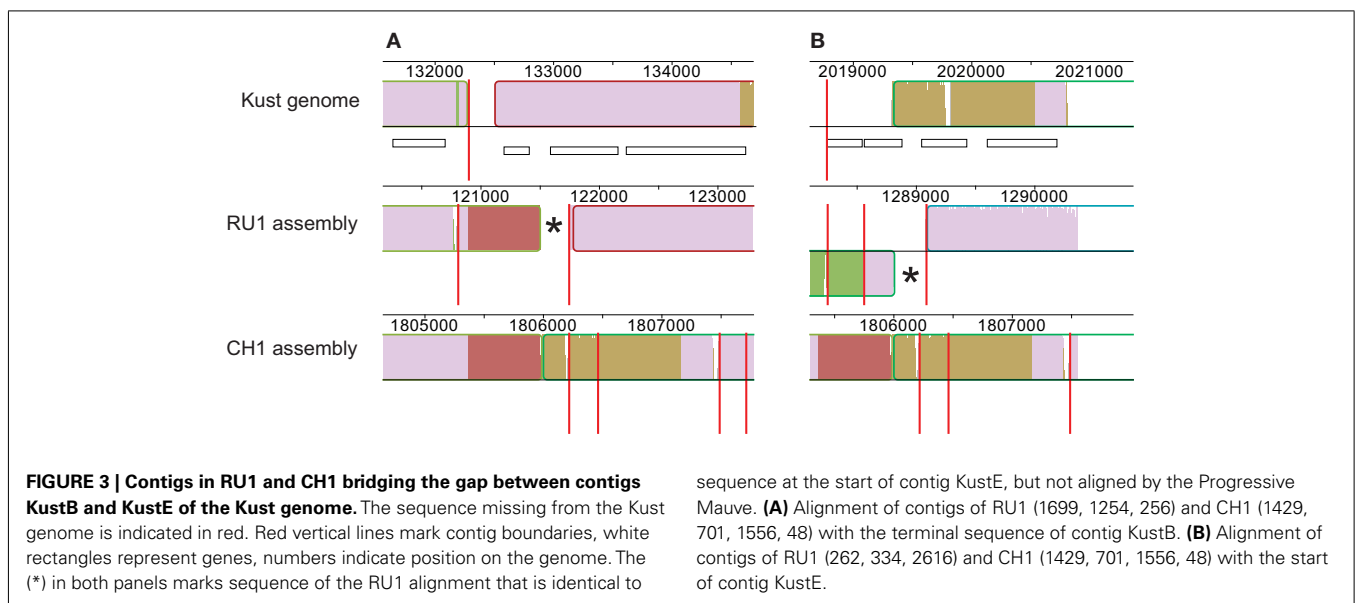 A
B
132000 133000 134000
2019000 2020000 2021000
Kust genome
121000 122000 123000
1289000 1290000
RU1 assembly
*
*
1805000 1806000 1807000
1806000 1807000
CH1 assembly
FIGURE 3 | Contigs in RU1 and CH1 bridging the gap between contigs
KustB and KustE of the Kust genome. The sequence missing from the Kust
genome is indicated in red. Red vertical lines mark contig boundaries, white
rectangles represent genes, numbers indicate position on the genome. The
(*) in both panels marks sequence of the RU1 alignment that is identical to
sequence at the start of contig KustE, but not aligned by the Progressive
Mauve. (A) Alignment of contigs of RU1 (1699, 1254, 256) and CH1 (1429,
701, 1556, 48) with the terminal sequence of contig KustB. (B) Alignment of
contigs of RU1 (262, 334, 2616) and CH1 (1429, 701, 1556, 48) with the start
of contig KustE.